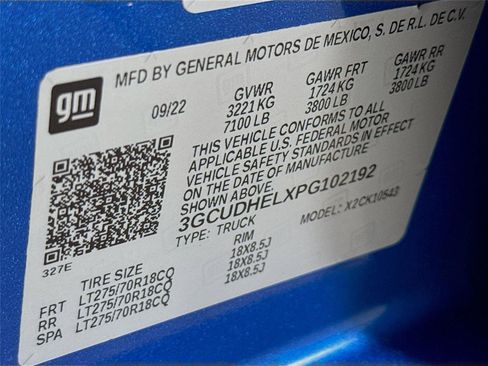 MFD BY GENERAL MOTORS DE MEXICO, S. DE R.L. DE C.V.
gm
09/22 GVWR GAWR FRT GAWR RR
3221 KG 1724 KG 1724 KG
7100 LB 3800 LB 3800 LB
THIS VEHICLE CONFORMS TO ALL
APPLICABLE U.S. FEDERAL MOTOR
VEHICLE SAFETY STANDARDS IN EFFECT
ON THE DATE OF MANUFACTURE
SHOWN ABOVE.
3GCUDHELXPG102192
TYPE: TRUCK MODEL: X2CK10543
327E
TIRE SIZE RIM
FRT LT275/70R18CQ 18X8.5J
RR LT275/70R18CQ 18X8.5J
SPA LT275/70R18CQ 18X8.5J